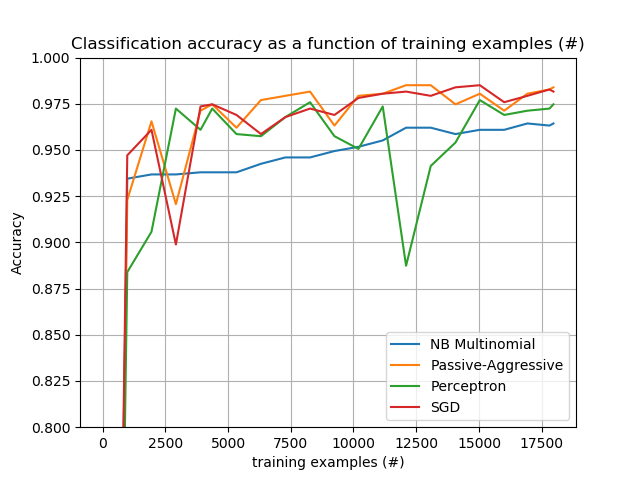 Classification accuracy as a function of training examples (#)
1.000
0.975
0.950
0.925
0.900
0.875
0.850
0.825
0.800
Accuracy
NB Multinomial
Passive-Aggressive
Perceptron
SGD
0 2500 5000 7500 10000 12500 15000 17500
training examples (#)